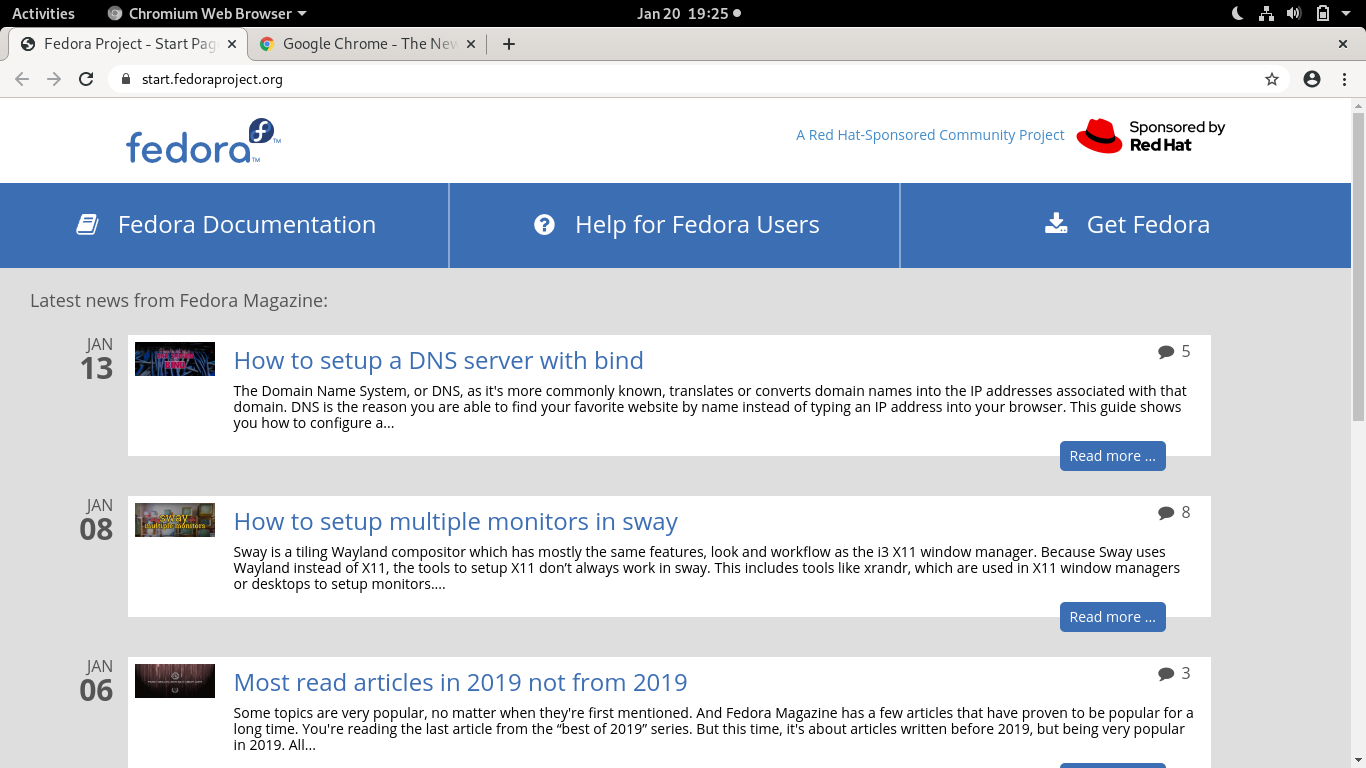 Activities Chromium Web Browser Jan 20 19:25
Fedora Project - Start Pag Google Chrome - The New
start.fedoraproject.org
fedora™
A Red Hat-Sponsored Community Project
Sponsored by
Red Hat
Fedora Documentation Help for Fedora Users Get Fedora
Latest news from Fedora Magazine:
JAN
13
How to setup a DNS server with bind
5
The Domain Name System, or DNS, as it's more commonly known, translates or converts domain names into the IP addresses associated with that
domain. DNS is the reason you are able to find your favorite website by name instead of typing an IP address into your browser. This guide shows
you how to configure a...
Read more ...
JAN
08
sway
multiple monitors
How to setup multiple monitors in sway
8
Sway is a tiling Wayland compositor which has mostly the same features, look and workflow as the i3 X11 window manager. Because Sway uses
Wayland instead of X11, the tools to setup X11 don’t always work in sway. This includes tools like xrandr, which are used in X11 window managers
or desktops to setup monitors....
Read more ...
JAN
06
Most read articles in 2019 not from 2019
3
Some topics are very popular, no matter when they're first mentioned. And Fedora Magazine has a few articles that have proven to be popular for a
long time. You're reading the last article from the “best of 2019” series. But this time, it's about articles written before 2019, but being very popular
in 2019. All...